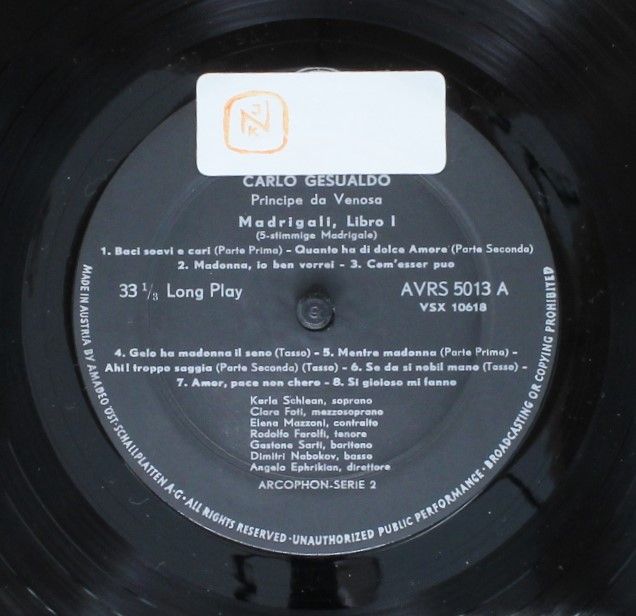 CARLO GESUALDO
Principe da Venosa
Madrigali, Libro I
(5-stimmige Madrigale)
1. Baci soavi e cari (Parte Prima) – Quanto ha di dolce Amore (Parte Seconda)
2. Madonna, io ben vorrei – 3. Com'esser puo
33 1/3 Long Play
AVRS 5013 A
VSX 10618
4. Gelo ha madonna il seno (Tasso) – 5. Mentre madonna (Parte Prima) –
Ahi! troppo saggia (Parte Seconda) (Tasso) – 6. Se da si nobil mano (Tasso) –
7. Amor, pace non chero – 8. Si gioioso mi fanno
Karla Schlean, soprano
Clara Foti, mezzosoprano
Elena Mazzoni, contralto
Rodolfo Farolfi, tenore
Gastone Sarti, baritono
Dimitri Nabokov, basso
Angelo Ephrikian, direttore
ARCOPHON-SERIE 2
MADE IN AUSTRIA BY AMADEO ÖST. SCHALLPLATTEN A·G · ALL RIGHTS RESERVED · UNAUTHORIZED PUBLIC PERFORMANCE · BROADCASTING OR COPYING PROHIBITED